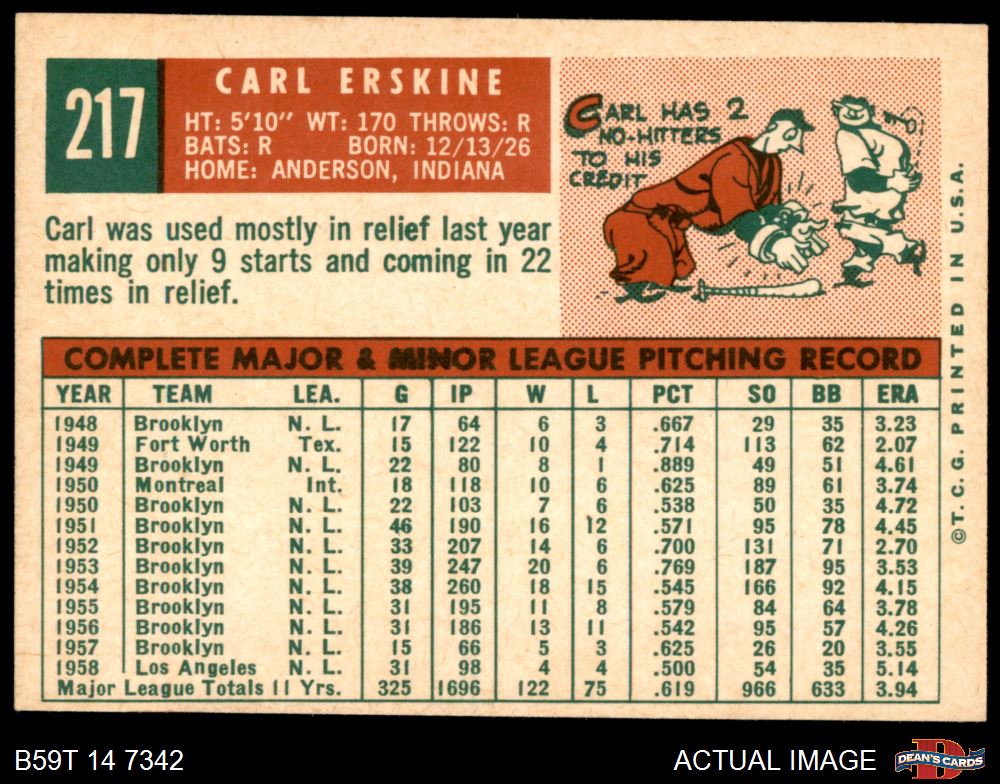 217
CARL ERSKINE
HT: 5'10" WT: 170 THROWS: R
BATS: R BORN: 12/13/26
HOME: ANDERSON, INDIANA
CARL HAS 2
NO-HITTERS
TO HIS
CREDIT
Carl was used mostly in relief last year
making only 9 starts and coming in 22
times in relief.
COMPLETE MAJOR & MINOR LEAGUE PITCHING RECORD
YEAR TEAM LEA. G IP W L PCT SO BB ERA
1948 Brooklyn N. L. 17 64 6 3 .667 29 35 3.23
1949 Fort Worth Tex. 15 122 10 4 .714 113 62 2.07
1949 Brooklyn N. L. 22 80 8 1 .889 49 51 4.61
1950 Montreal Int. 18 118 10 6 .625 89 61 3.74
1950 Brooklyn N. L. 22 103 7 6 .538 50 35 4.72
1951 Brooklyn N. L. 46 190 16 12 .571 95 78 4.45
1952 Brooklyn N. L. 33 207 14 6 .700 131 71 2.70
1953 Brooklyn N. L. 39 247 20 6 .769 187 95 3.53
1954 Brooklyn N. L. 38 260 18 15 .545 166 92 4.15
1955 Brooklyn N. L. 31 195 11 8 .579 84 64 3.78
1956 Brooklyn N. L. 31 186 13 11 .542 95 57 4.26
1957 Brooklyn N. L. 15 66 5 3 .625 26 20 3.55
1958 Los Angeles N. L. 31 98 4 4 .500 54 35 5.14
Major League Totals 11 Yrs. 325 1696 122 75 .619 966 633 3.94
©T. C. G. PRINTED IN U.S.A.
B59T 14 7342
ACTUAL IMAGE
DEAN'S CARDS